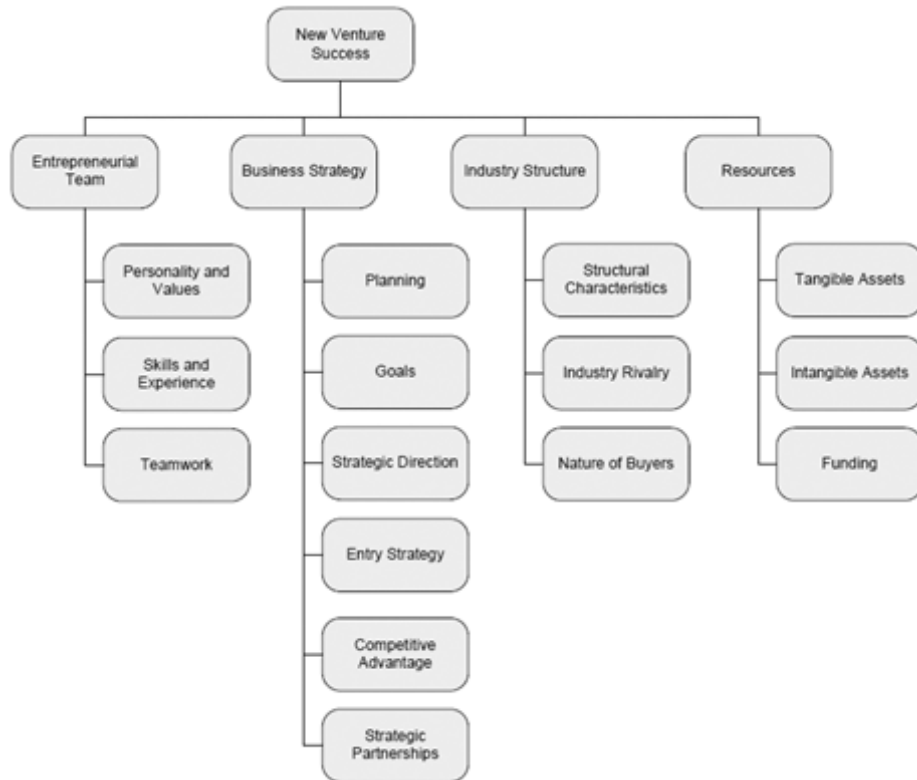 New Venture
Success
Entrepreneurial
Team
Business Strategy
Industry Structure
Resources
Personality and
Values
Planning
Structural
Characteristics
Tangible Assets
Skills and
Experience
Goals
Industry Rivalry
Intangible Assets
Teamwork
Strategic Direction
Nature of Buyers
Funding
Entry Strategy
Competitive
Advantage
Strategic
Partnerships